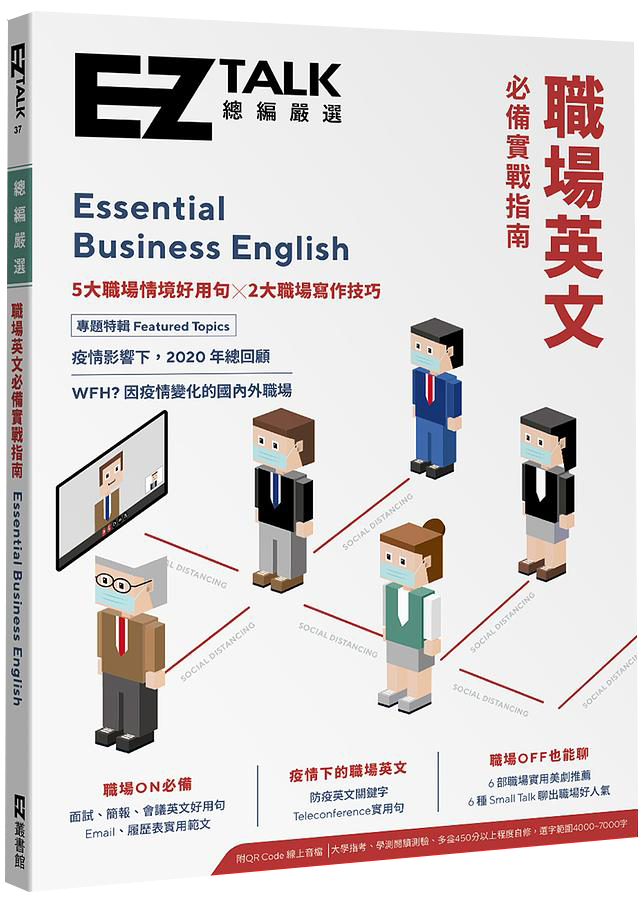 EZ TALK
37
總編嚴選
職場英文必備實戰指南
Essential Business English
EZ叢書館
EZ TALK
總編嚴選
職場英文
必備實戰指南
Essential
Business English
5大職場情境好用句×2大職場寫作技巧
專題特輯 Featured Topics
疫情影響下，2020 年總回顧
WFH? 因疫情變化的國內外職場
SOCIAL DISTANCING
AL DISTANCING
SOCIAL DISTANCING
SOCIAL DISTANCING
SOCIAL DISTANCING
SOCIAL DISTANCING
SOCIAL DISTANCING
職場ON必備
面試、簡報、會議英文好用句
Email、履歷表實用範文
疫情下的職場英文
防疫英文關鍵字
Teleconference實用句
職場OFF也能聊
6 部職場實用美劇推薦
6 種 Small Talk 聊出職場好人氣
附QR Code 線上音檔 | 大學指考、學測閱讀測驗、多益450分以上程度自修，選字範圍4000~7000字